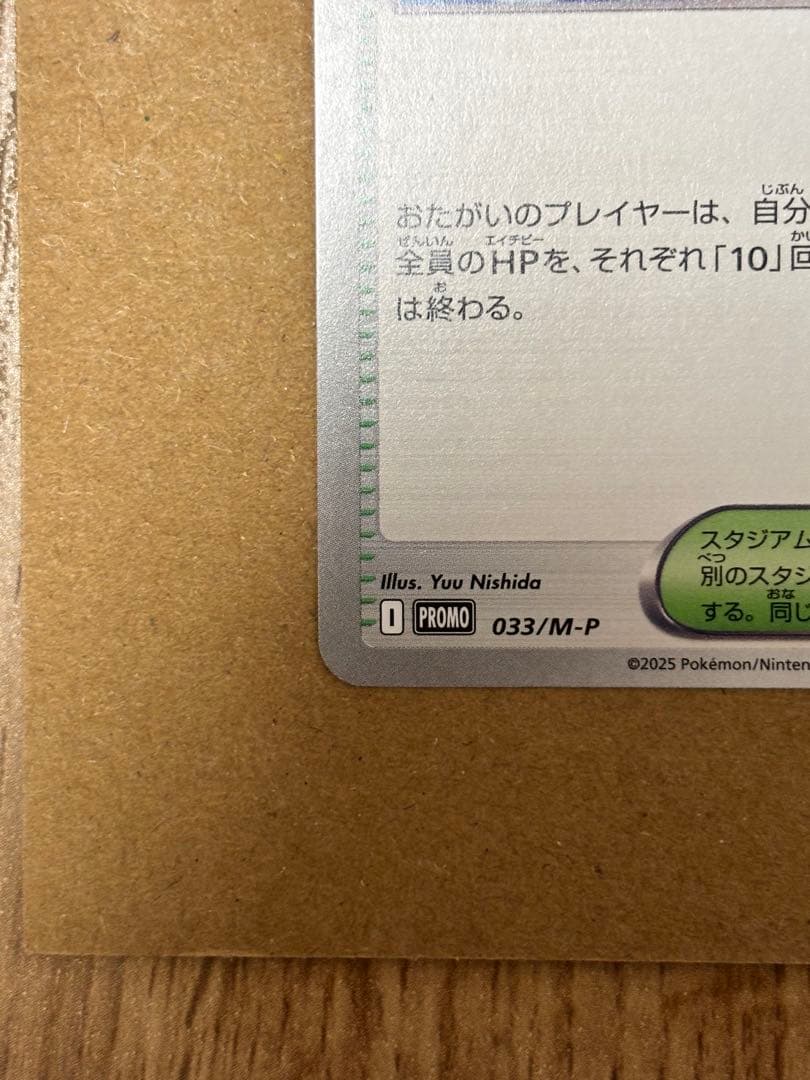 おたがいのプレイヤーは、自分
じぶん
全員のHPを、それぞれ「10」回
ぜんいん エイチピー かい
は終わる。
お
スタジアム
別のスタジ
べつ
する。同じ
おな
Illus. Yuu Nishida
I PROMO 033/M-P
©2025 Pokémon/Ninten